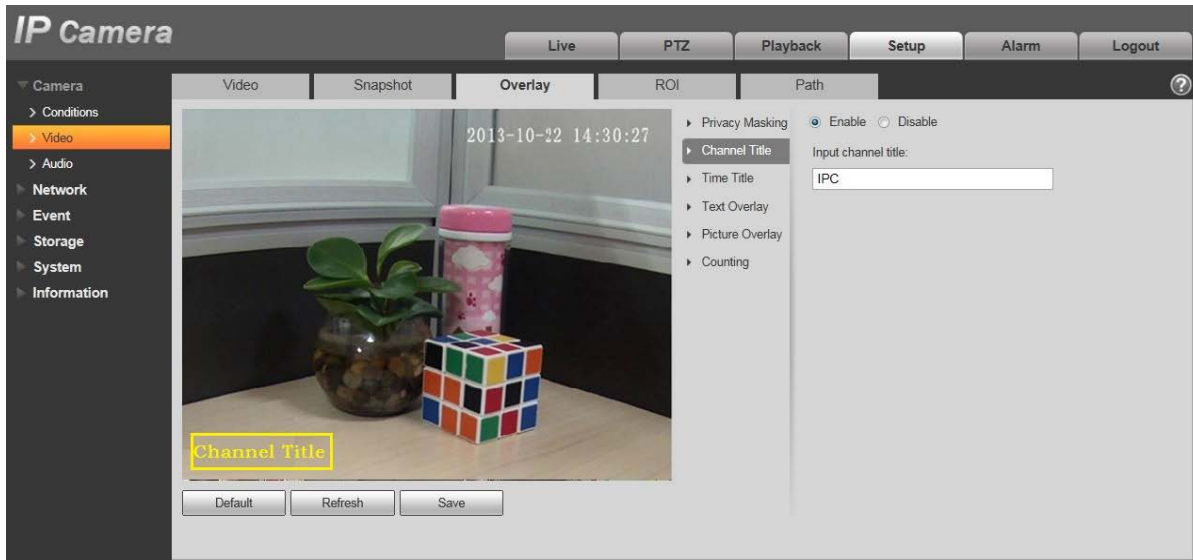 IP Camera
Live
PTZ
Playback
Setup
Alarm
Logout
Camera
Conditions
Video
Audio
Network
Event
Storage
System
Information
Video
Snapshot
Overlay
ROI
Path
?
2013-10-22 14:30:27
Channel Title
Privacy Masking
Channel Title
Time Title
Text Overlay
Picture Overlay
Counting
Enable
Disable
Input channel title:
IPC
Default
Refresh
Save